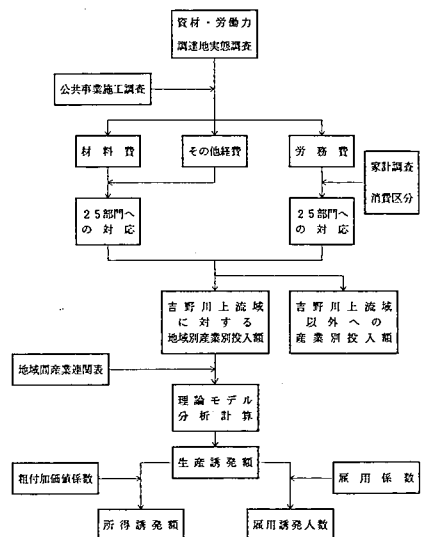 資材・労働力
調達地実態調査
公共事業施工調査
材料費
その他経費
労務費
家計調査
消費区分
25部門へ
の対応
25部門へ
の対応
吉野川上流域
に対する
地域別産業別投入額
吉野川上流域
以外への
産業別投入額
地域間産業連関表
理論モデル
分析計算
生産誘発額
粗付加価値係数
雇用係数
所得誘発額
雇用誘発人数